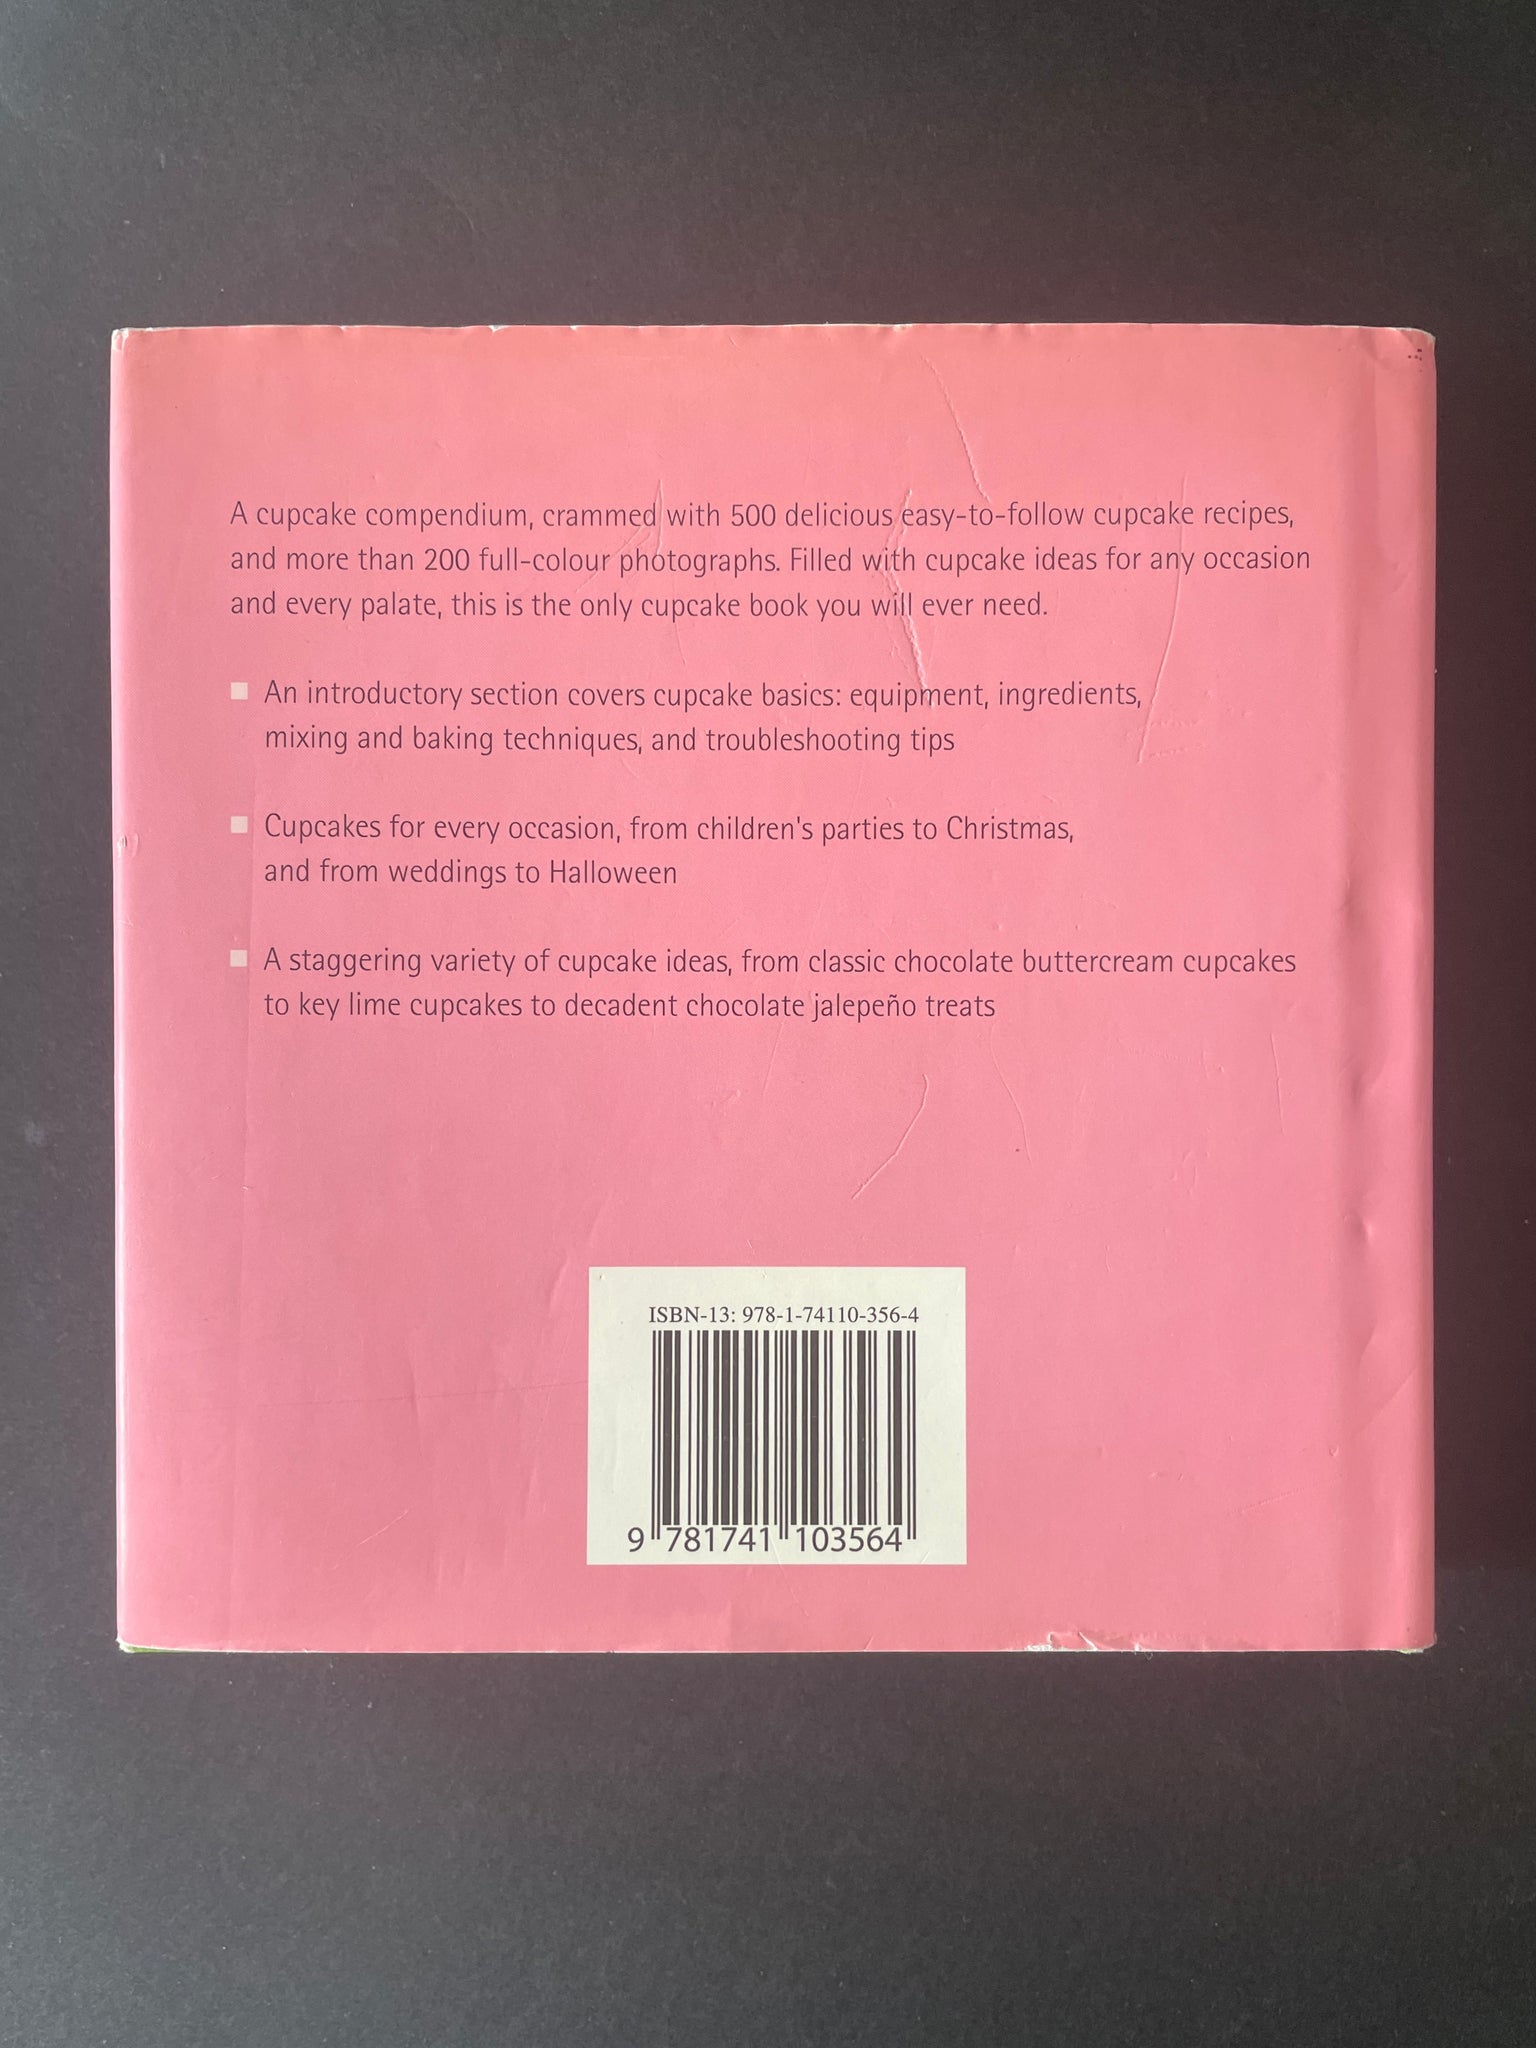 A cupcake compendium, crammed with 500 delicious easy-to-follow cupcake recipes,
and more than 200 full-colour photographs. Filled with cupcake ideas for any occasion
and every palate, this is the only cupcake book you will ever need.
■ An introductory section covers cupcake basics: equipment, ingredients,
mixing and baking techniques, and troubleshooting tips
■ Cupcakes for every occasion, from children's parties to Christmas,
and from weddings to Halloween
■ A staggering variety of cupcake ideas, from classic chocolate buttercream cupcakes
to key lime cupcakes to decadent chocolate jalepeño treats
ISBN-13: 978-1-74110-356-4
9 781741 103564